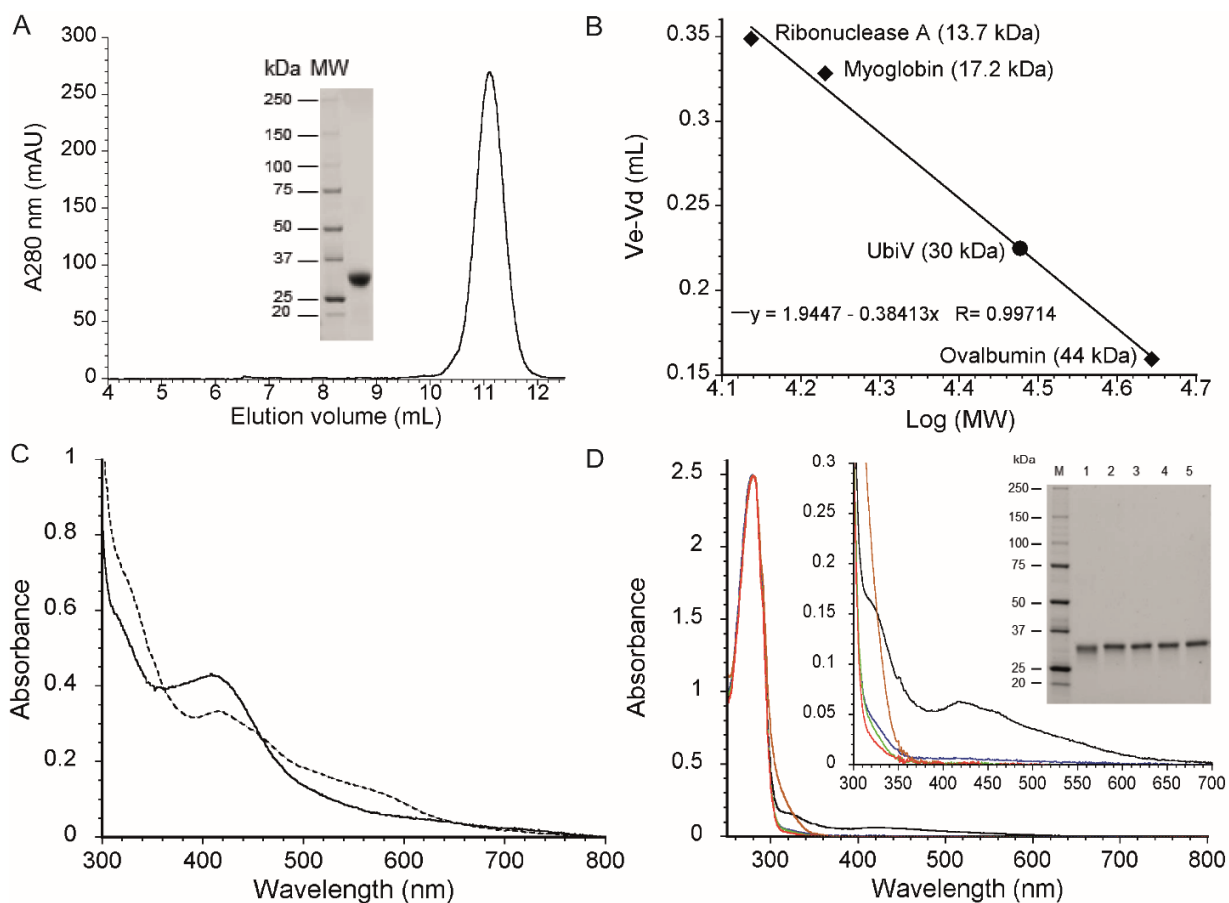 A
300
250
200
150
100
50
0
A280 nm (mAU)
4 5 6 7 8 9 10 11 12
Elution volume (mL)
kDa MW
250
150
100
75
50
37
25
20
B
0.35
0.3
0.25
0.2
0.15
Ve-Vd (mL)
Ribonuclease A (13.7 kDa)
Myoglobin (17.2 kDa)
UbiV (30 kDa)
y = 1.9447 - 0.38413x R= 0.99714
Ovalbumin (44 kDa)
4.1 4.2 4.3 4.4 4.5 4.6 4.7
Log (MW)
C
1
0.8
0.6
0.4
0.2
0
Absorbance
300 400 500 600 700 800
Wavelength (nm)
D
2.5
2
1.5
1
0.5
0
Absorbance
300 400 500 600 700 800
Wavelength (nm)
0.3
0.25
0.2
0.15
0.1
0.05
0
300 350 400 450 500 550 600 650 700
kDa
M 1 2 3 4 5
250
150
100
75
50
37
25
20